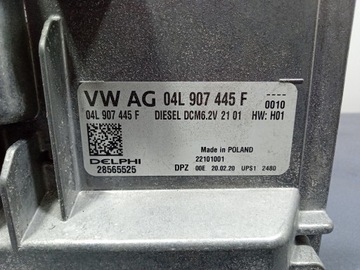 VW AG 04L 907 445 F 0010
04L 907 445 F DIESEL DCM6.2V 21 01 HW: H01
Made in POLAND
DELPHI 22101001
28565525 DPZ 00E 20.02.20 UPS1 2480